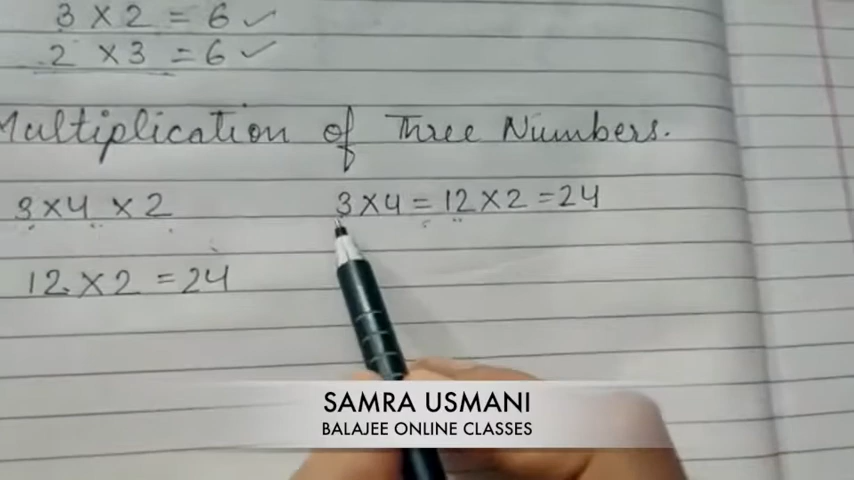 3 × 2 = 6 ✓
2 × 3 = 6 ✓
Multiplication of Three Numbers.
3 × 4 × 2 3 × 4 = 12 × 2 = 24
12 × 2 = 24
SAMRA USMANI
BALAJEE ONLINE CLASSES